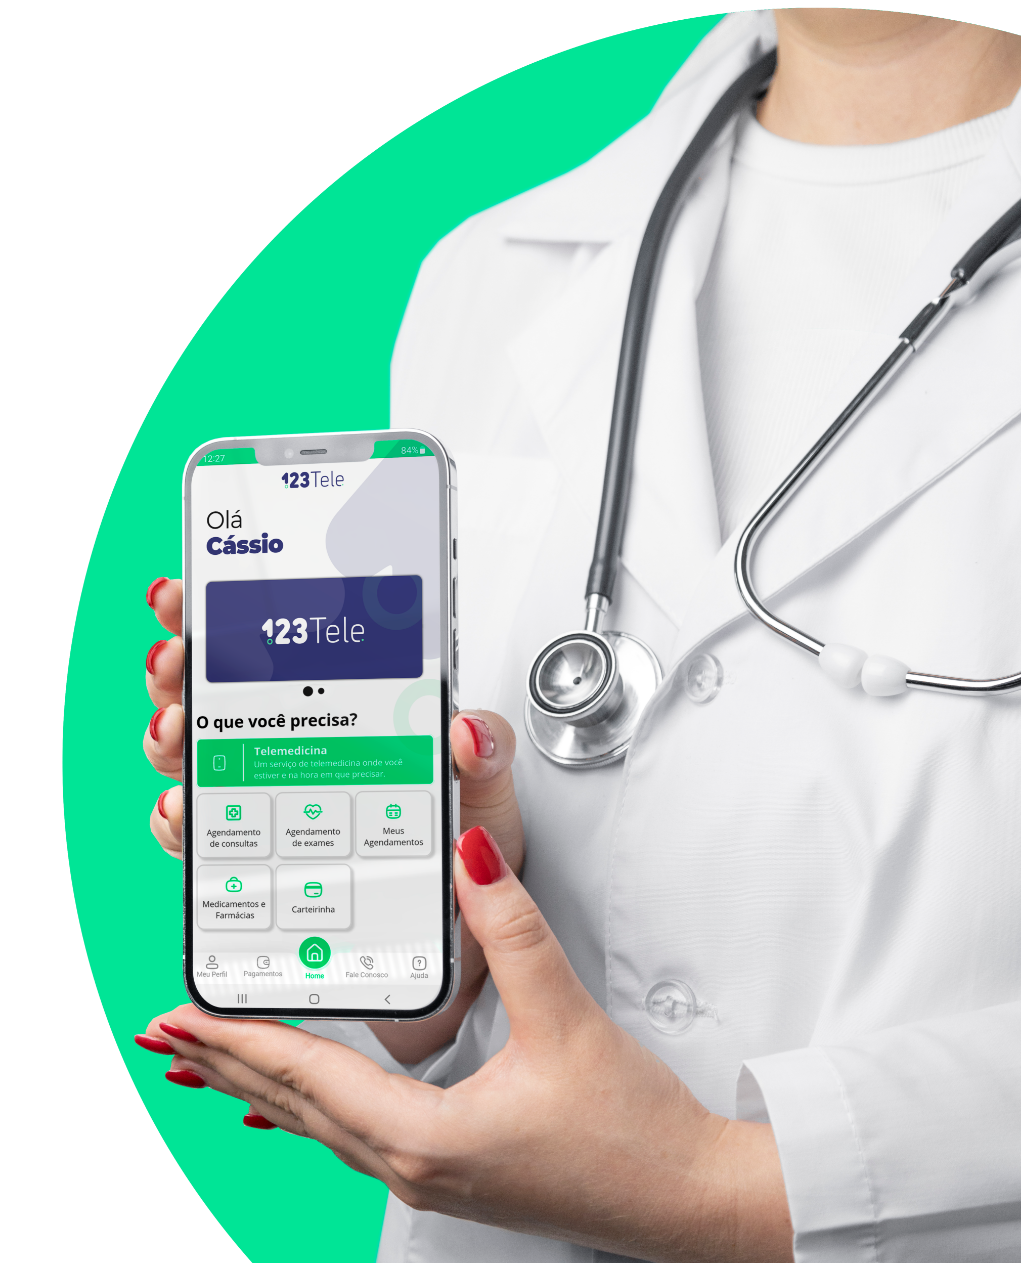 12:27
84%
123Tele
Olá
Cássio
123Tele
O que você precisa?
Telemedicina
Um serviço de telemedicina onde você
estiver e na hora em que precisar.
Agendamento
de consultas
Agendamento
de exames
Meus
Agendamentos
Medicamentos e
Farmácias
Carteirinha
Meu Perfil
Pagamentos
Home
Fale Conosco
Ajuda